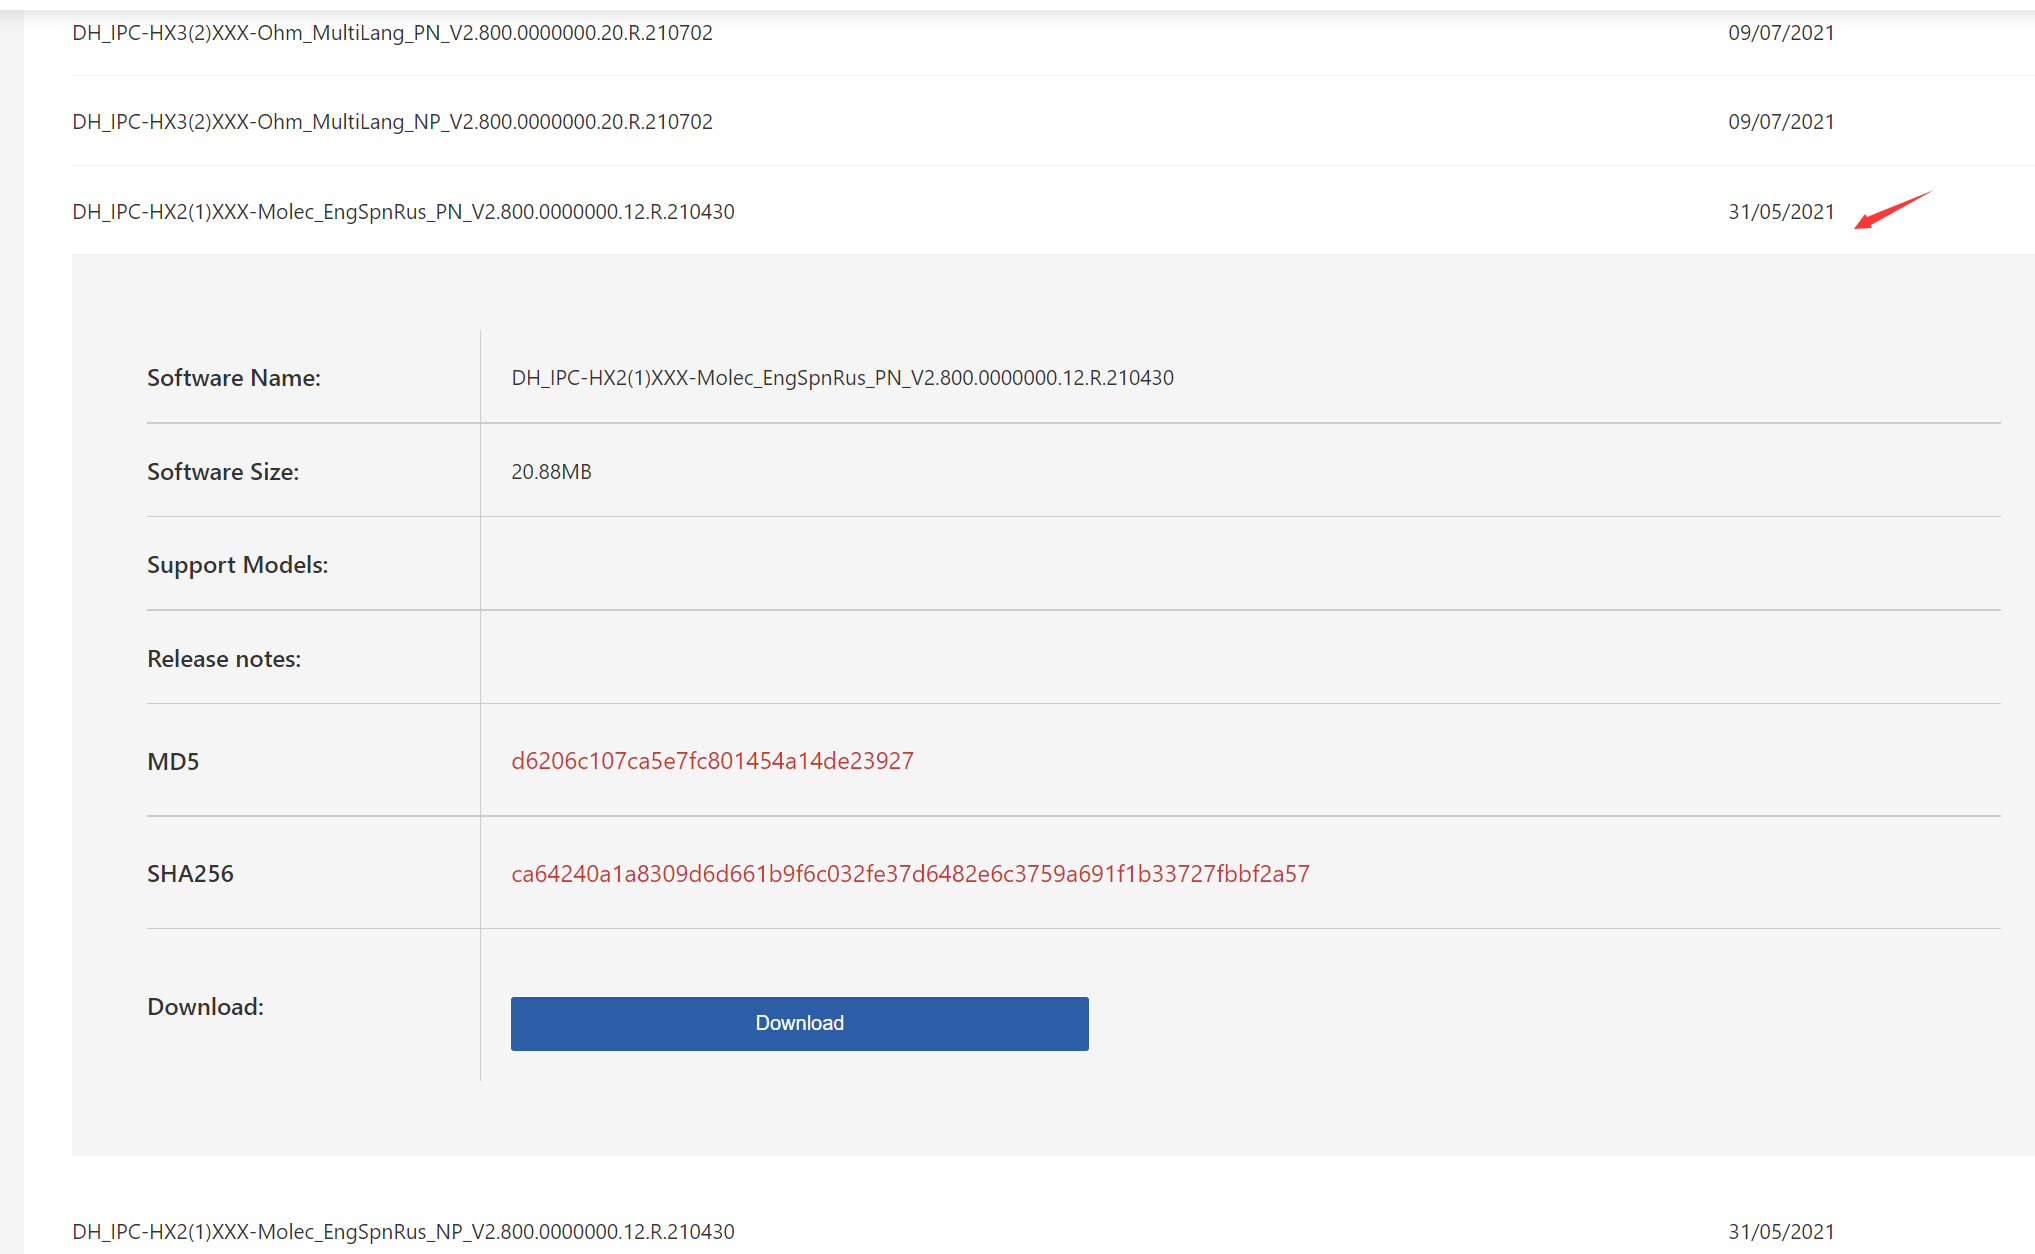 DH_IPC-HX3(2)XXX-Ohm_MultiLang_PN_V2.800.0000000.20.R.210702 09/07/2021
DH_IPC-HX3(2)XXX-Ohm_MultiLang_NP_V2.800.0000000.20.R.210702 09/07/2021
DH_IPC-HX2(1)XXX-Molec_EngSpnRus_PN_V2.800.0000000.12.R.210430 31/05/2021
Software Name: DH_IPC-HX2(1)XXX-Molec_EngSpnRus_PN_V2.800.0000000.12.R.210430
Software Size: 20.88MB
Support Models:
Release notes:
MD5 d6206c107ca5e7fc801454a14de23927
SHA256 ca64240a1a8309d6d661b9f6c032fe37d6482e6c3759a691f1b33727fbbf2a57
Download: Download
DH_IPC-HX2(1)XXX-Molec_EngSpnRus_NP_V2.800.0000000.12.R.210430 31/05/2021